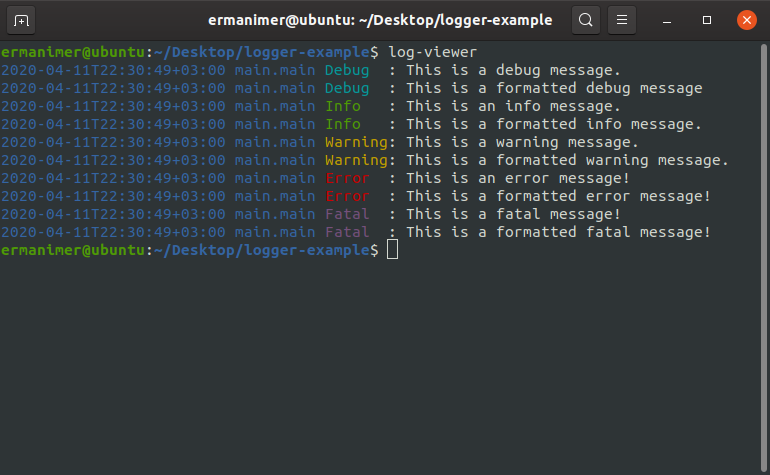 ermanimer@ubuntu: ~/Desktop/logger-example
ermanimer@ubuntu:~/Desktop/logger-example$ log-viewer
2020-04-11T22:30:49+03:00 main.main Debug  : This is a debug message.
2020-04-11T22:30:49+03:00 main.main Debug  : This is a formatted debug message
2020-04-11T22:30:49+03:00 main.main Info   : This is an info message.
2020-04-11T22:30:49+03:00 main.main Info   : This is a formatted info message.
2020-04-11T22:30:49+03:00 main.main Warning: This is a warning message.
2020-04-11T22:30:49+03:00 main.main Warning: This is a formatted warning message.
2020-04-11T22:30:49+03:00 main.main Error  : This is an error message!
2020-04-11T22:30:49+03:00 main.main Error  : This is a formatted error message!
2020-04-11T22:30:49+03:00 main.main Fatal  : This is a fatal message!
2020-04-11T22:30:49+03:00 main.main Fatal  : This is a formatted fatal message!
ermanimer@ubuntu:~/Desktop/logger-example$